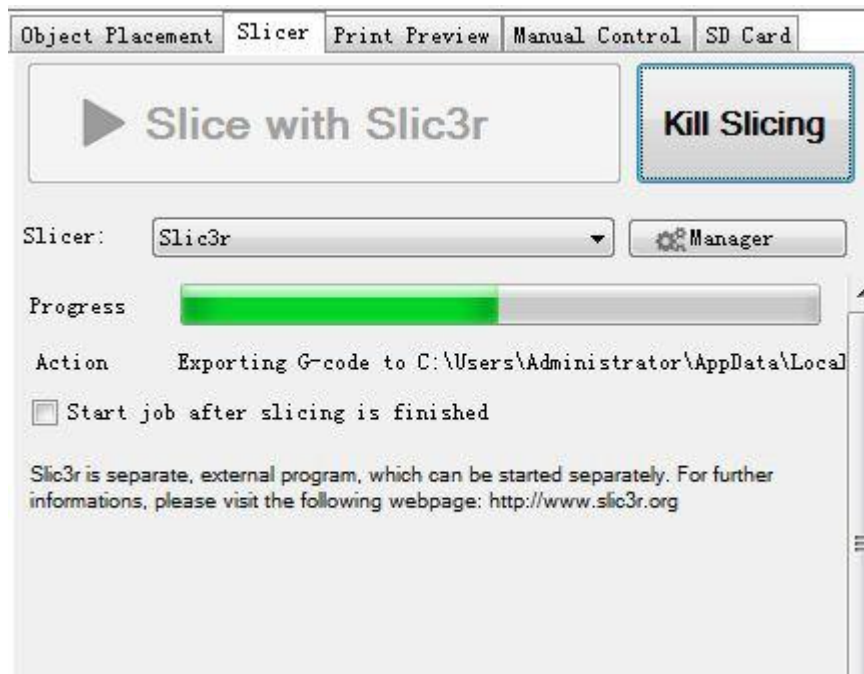 Object Placement Slicer Print Preview Manual Control SD Card
Slice with Slic3r Kill Slicing
Slicer: Slic3r Manager
Progress
Action Exporting G-code to C:\Users\Administrator\AppData\Local
Start job after slicing is finished
Slic3r is separate, external program, which can be started separately. For further
informations, please visit the following webpage: http://www.slic3r.org